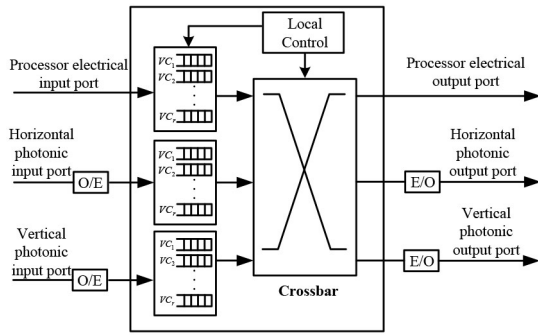 Local
Control
Processor electrical
input port
VC1
VC2
VCr
Processor electrical
output port
Horizontal
photonic
input port
O/E
VC1
VC2
VCr
Horizontal
photonic
output port
E/O
Vertical
photonic
input port
O/E
VC1
VC2
VCr
Vertical
photonic
output port
E/O
Crossbar